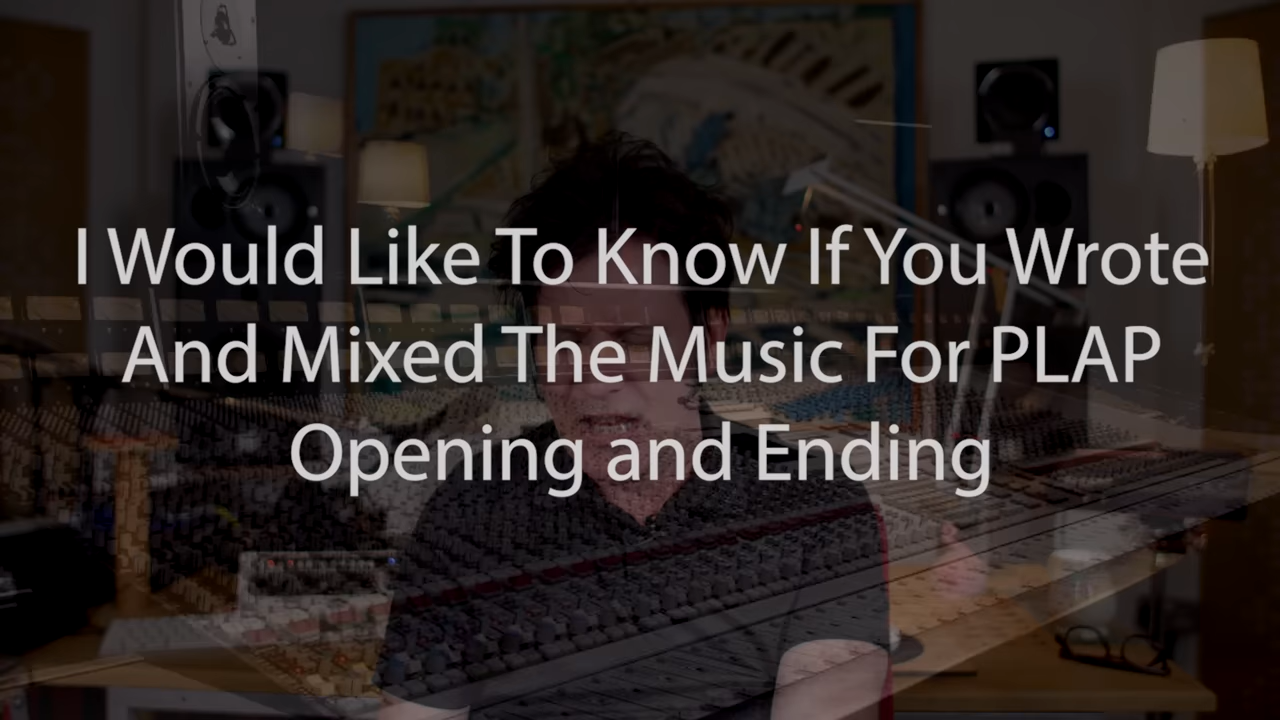 I Would Like To Know If You Wrote
And Mixed The Music For PLAP
Opening and Ending